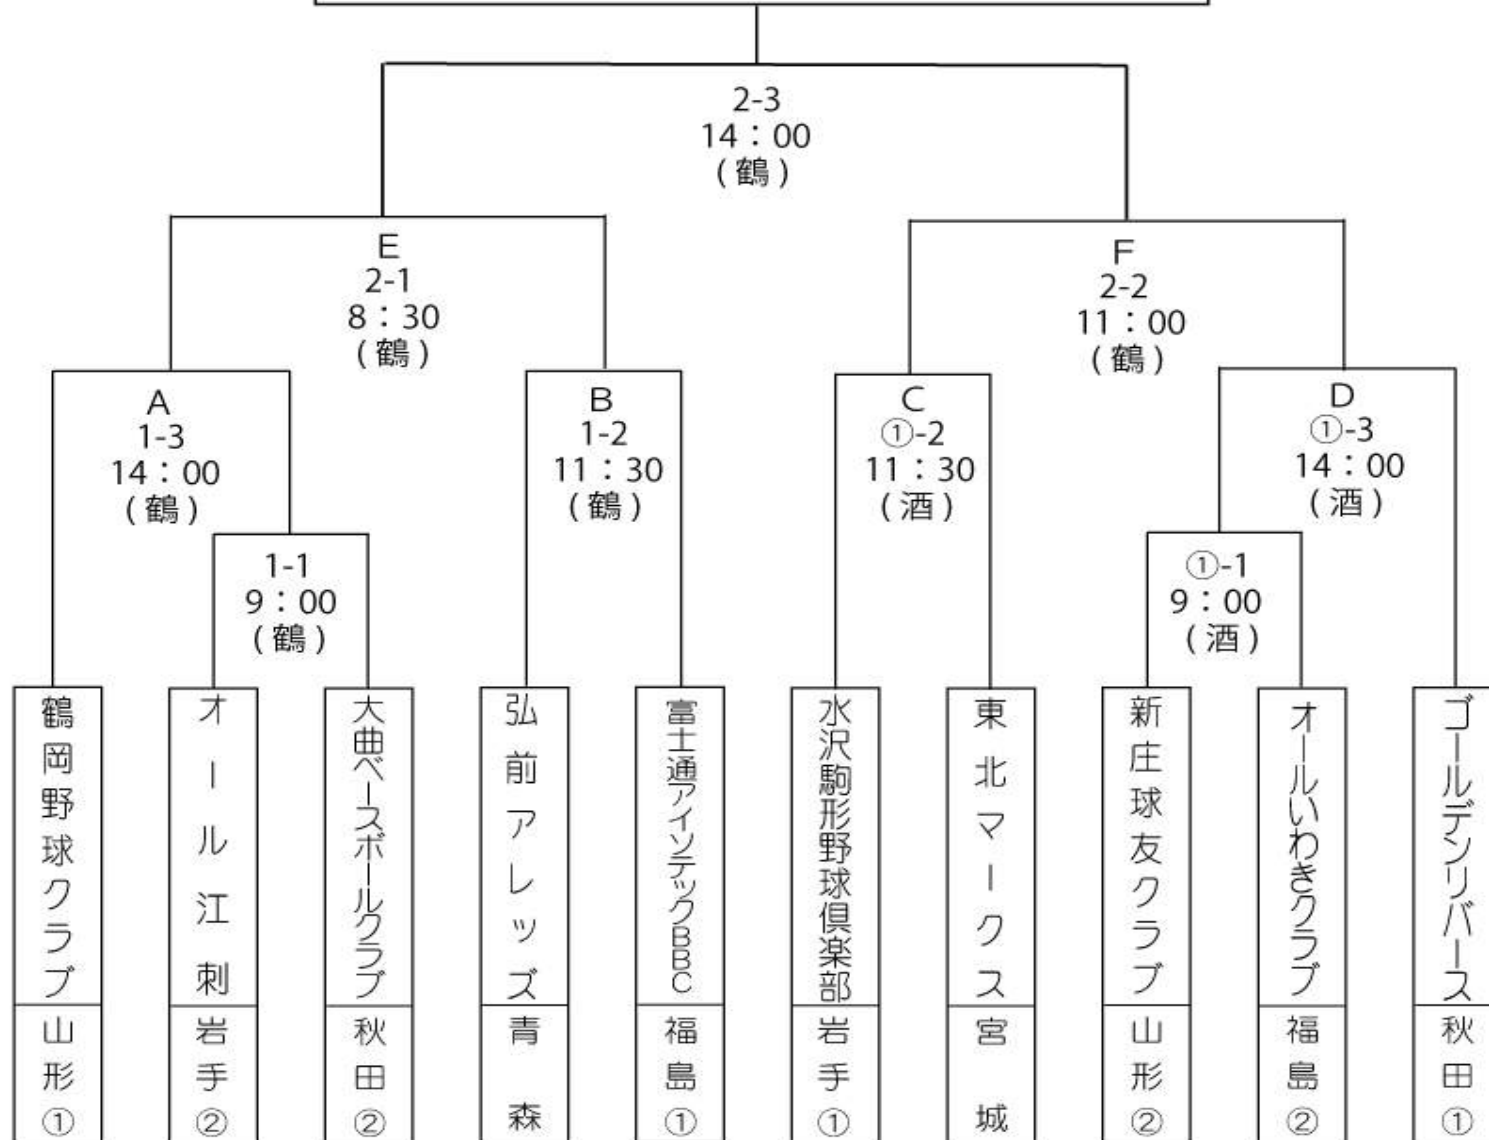 2-3
14：00
(鶴)
E
2-1
8：30
(鶴)
F
2-2
11：00
(鶴)
A
1-3
14：00
(鶴)
B
1-2
11：30
(鶴)
C
①-2
11：30
(酒)
D
①-3
14：00
(酒)
1-1
9：00
(鶴)
①-1
9：00
(酒)
鶴岡野球クラブ
山形①
オール江刺
岩手②
大曲ベースボールクラブ
秋田②
弘前アレッズ
青森
富士通アイソテックBBC
福島①
水沢駒形野球倶楽部
岩手①
東北マークス
宮城
新庄球友クラブ
山形②
オールいわきクラブ
福島②
ゴールデンリバース
秋田①